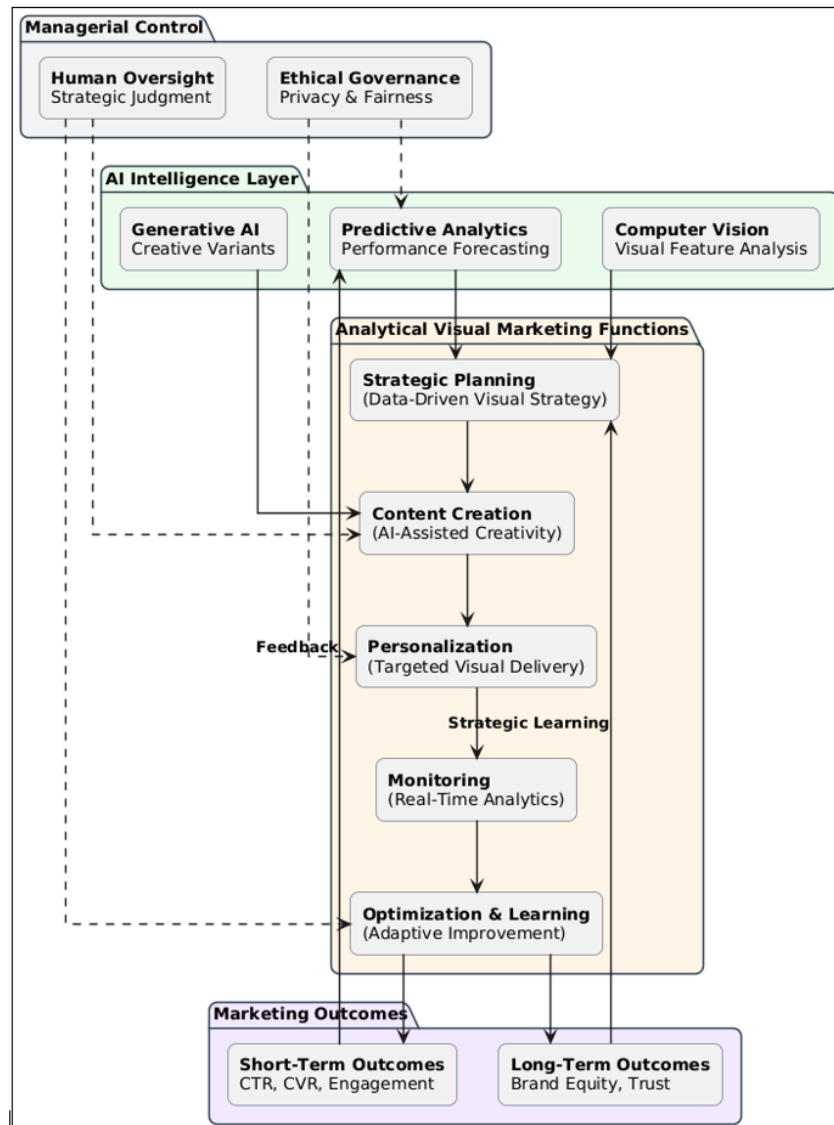 Managerial Control
Human Oversight
Strategic Judgment
Ethical Governance
Privacy & Fairness
AI Intelligence Layer
Generative AI
Creative Variants
Predictive Analytics
Performance Forecasting
Computer Vision
Visual Feature Analysis
Analytical Visual Marketing Functions
Strategic Planning
(Data-Driven Visual Strategy)
Content Creation
(AI-Assisted Creativity)
Feedback
Personalization
(Targeted Visual Delivery)
Strategic Learning
Monitoring
(Real-Time Analytics)
Optimization & Learning
(Adaptive Improvement)
Marketing Outcomes
Short-Term Outcomes
CTR, CVR, Engagement
Long-Term Outcomes
Brand Equity, Trust